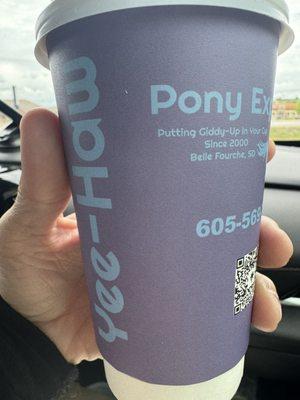 Yee-Haw
Pony Ex
Putting Giddy-Up In Your Cup
Since 2000
Belle Fourche, SD
605-569